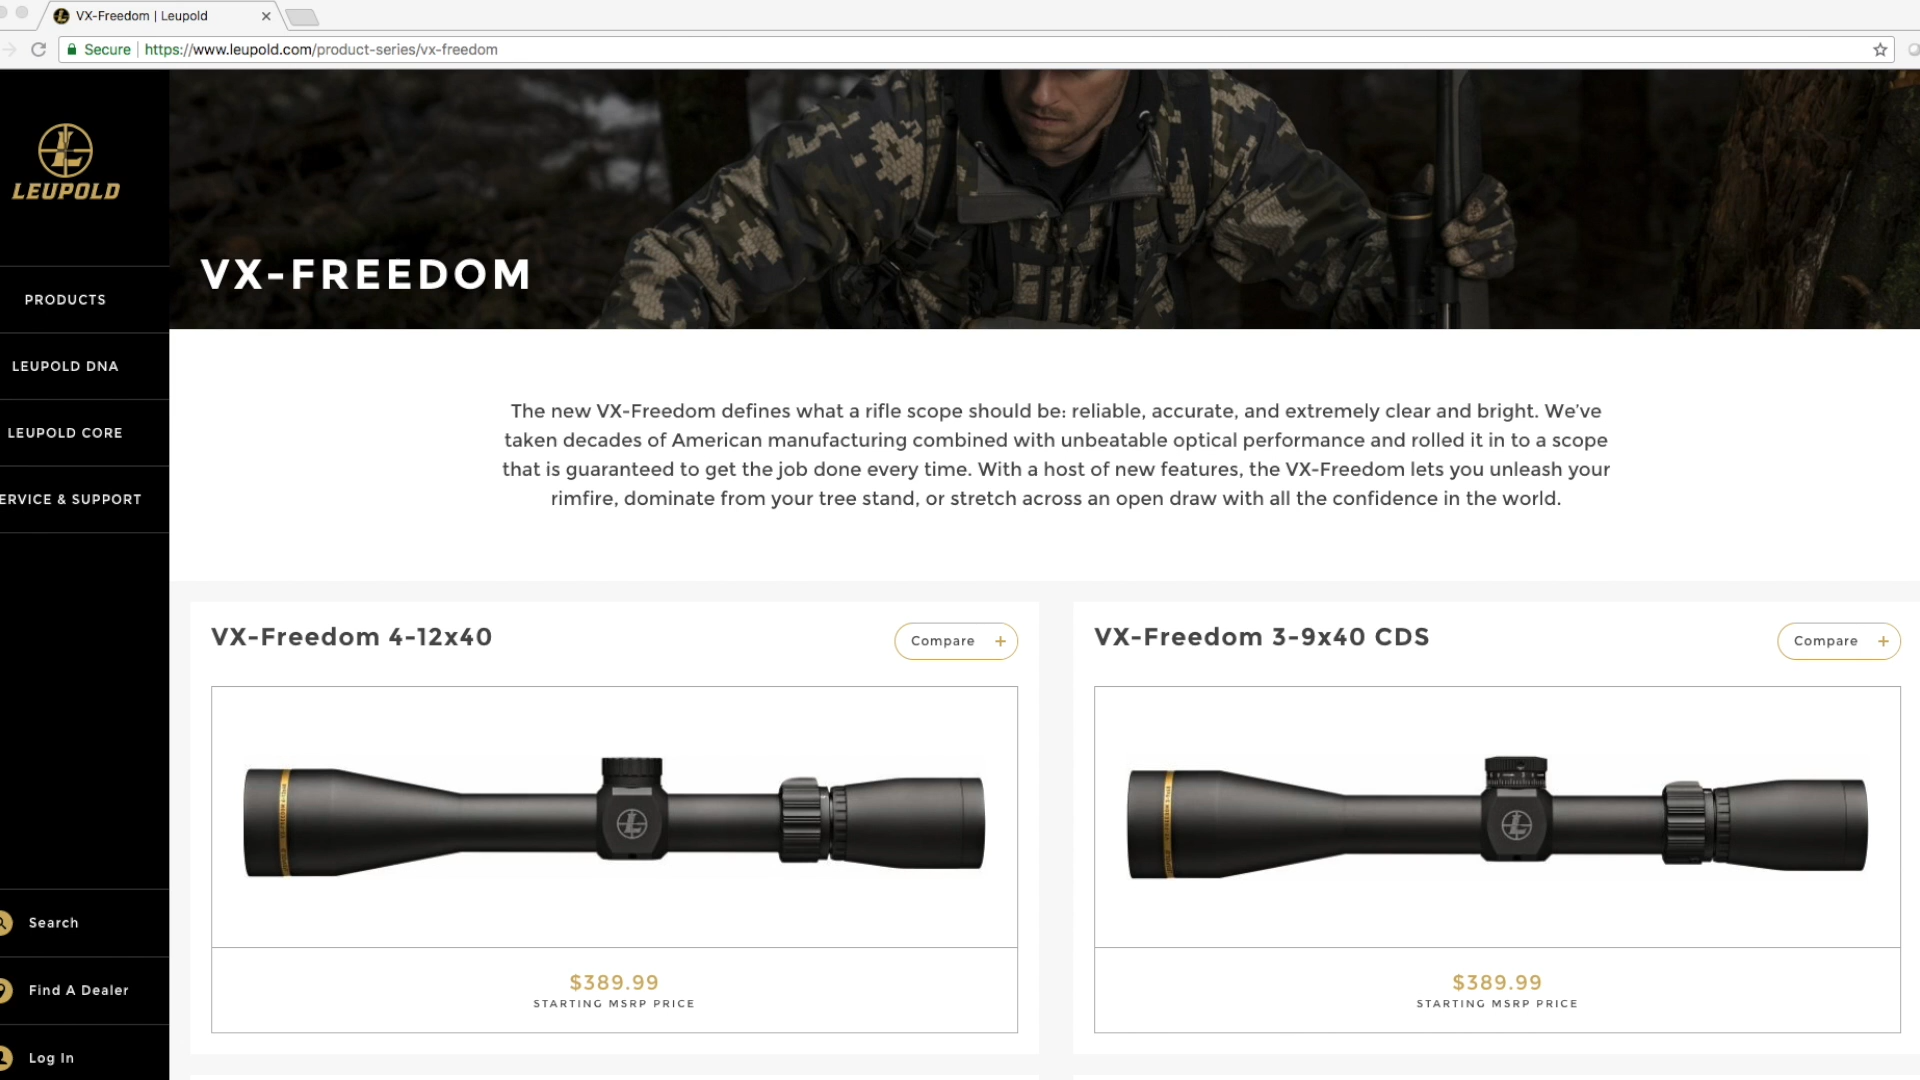 VX-Freedom | Leupold
Secure
https://www.leupold.com/product-series/vx-freedom
LEUPOLD
VX-FREEDOM
PRODUCTS
LEUPOLD DNA
LEUPOLD CORE
ERVICE & SUPPORT
The new VX-Freedom defines what a rifle scope should be: reliable, accurate, and extremely clear and bright. We’ve
taken decades of American manufacturing combined with unbeatable optical performance and rolled it in to a scope
that is guaranteed to get the job done every time. With a host of new features, the VX-Freedom lets you unleash your
rimfire, dominate from your tree stand, or stretch across an open draw with all the confidence in the world.
VX-Freedom 4-12x40
Compare +
VX-Freedom 3-9x40 CDS
Compare +
$389.99
STARTING MSRP PRICE
$389.99
STARTING MSRP PRICE
Search
Find A Dealer
Log In